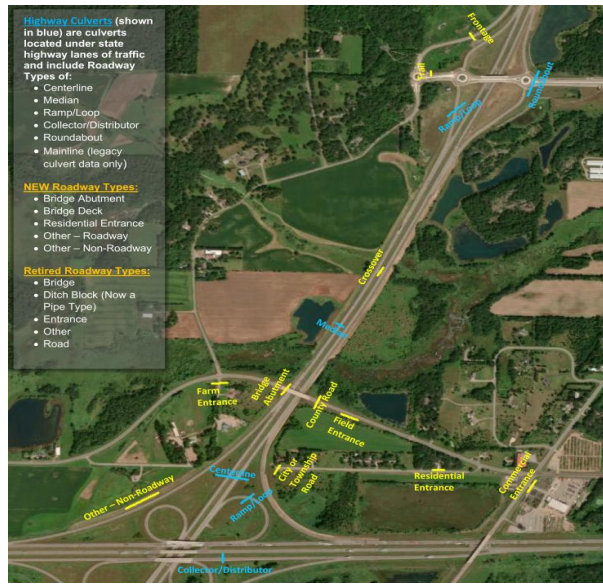 Highway Culverts (shown
in blue) are culverts
located under state
highway lanes of traffic
and include Roadway
Types of:
• Centerline
• Median
• Ramp/Loop
• Collector/Distributor
• Roundabout
• Mainline (legacy
culvert data only)
NEW Roadway Types:
• Bridge Abutment
• Bridge Deck
• Residential Entrance
• Other – Roadway
• Other – Non-Roadway
Retired Roadway Types:
• Bridge
• Ditch Block (Now a
Pipe Type)
• Entrance
• Other
• Road
Frontage
Trail
Roundabout
Ramp/Loop
Crossover
Median
Bridge
Abutment
Farm
Entrance
County Road
Field
Entrance
City or
Township
Road
Residential
Entrance
Commercial
Entrance
Centerline
Ramp/Loop
Other – Non-Roadway
Collector/Distributor